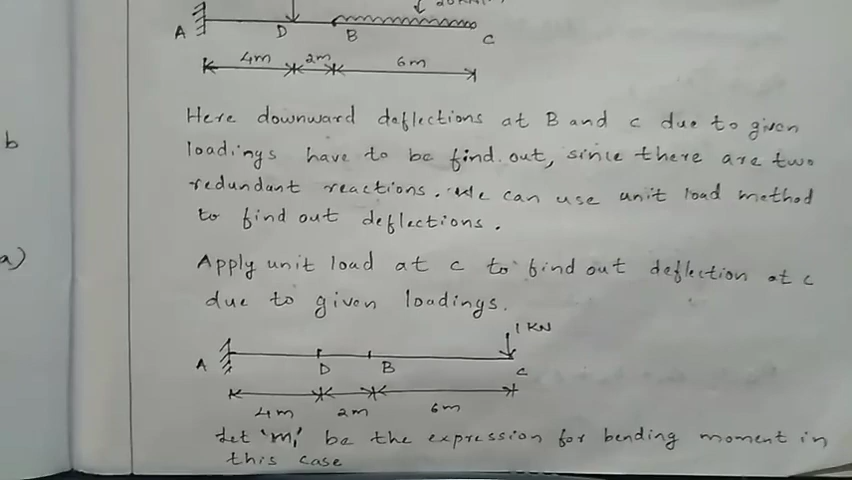 A D B C
4m 2m 6m
b
Here downward deflections at B and c due to given
loadings have to be find out, since there are two
redundant reactions. We can use unit load method
to find out deflections.
a)
Apply unit load at c to find out deflection at c
due to given loadings.
1 KN
A D B C
4m 2m 6m
Let 'm₁' be the expression for bending moment in
this case